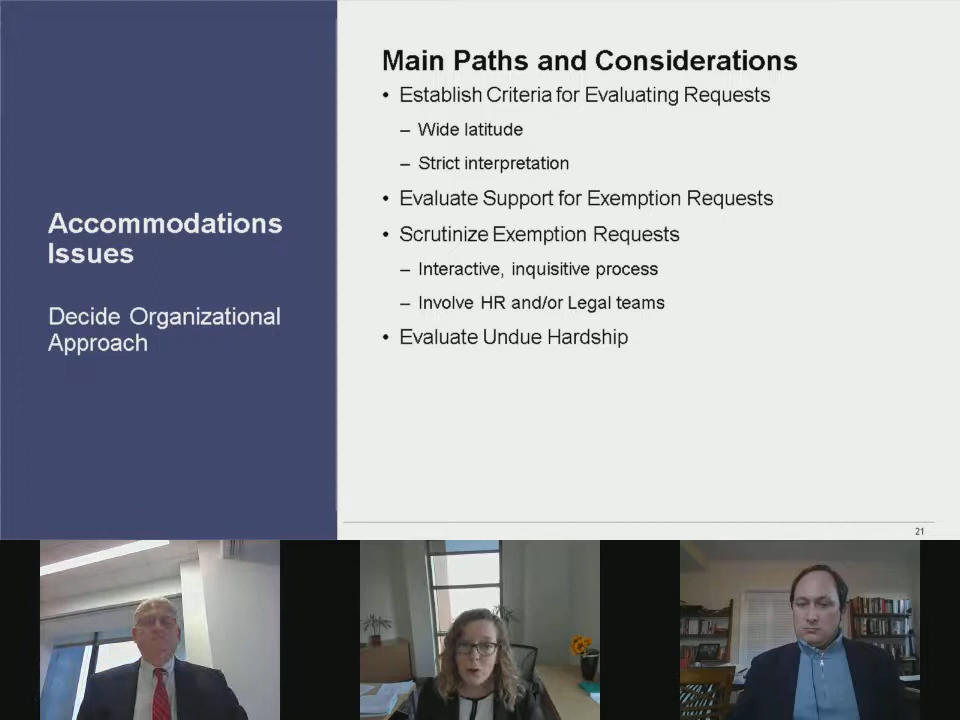 Accommodations
Issues
Decide Organizational
Approach
Main Paths and Considerations
• Establish Criteria for Evaluating Requests
– Wide latitude
– Strict interpretation
• Evaluate Support for Exemption Requests
• Scrutinize Exemption Requests
– Interactive, inquisitive process
– Involve HR and/or Legal teams
• Evaluate Undue Hardship
21